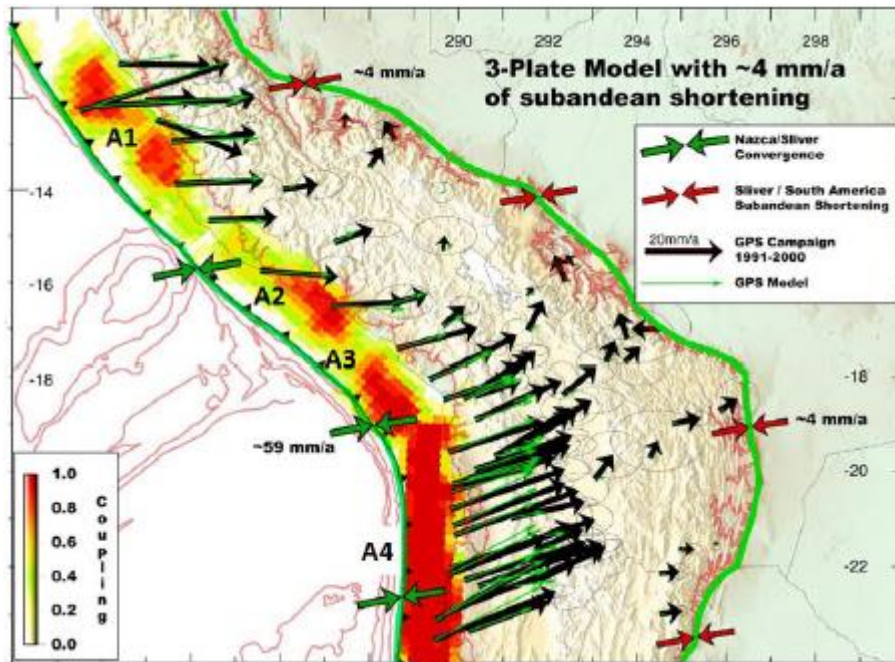 290 292 294 296 298
~4 mm/a
3-Plate Model with ~4 mm/a
of subandean shortening
Nazca/Sliver
Convergence
Sliver / South America
Subandean Shortening
20mm/a
GPS Campaign
1991-2000
GPS Model
A1
-14
A2
-16
A3
-18
-18
~4 mm/a
~59 mm/a
-20
A4
-22
1.0
0.8
0.6
0.4
0.2
0.0
Coupling